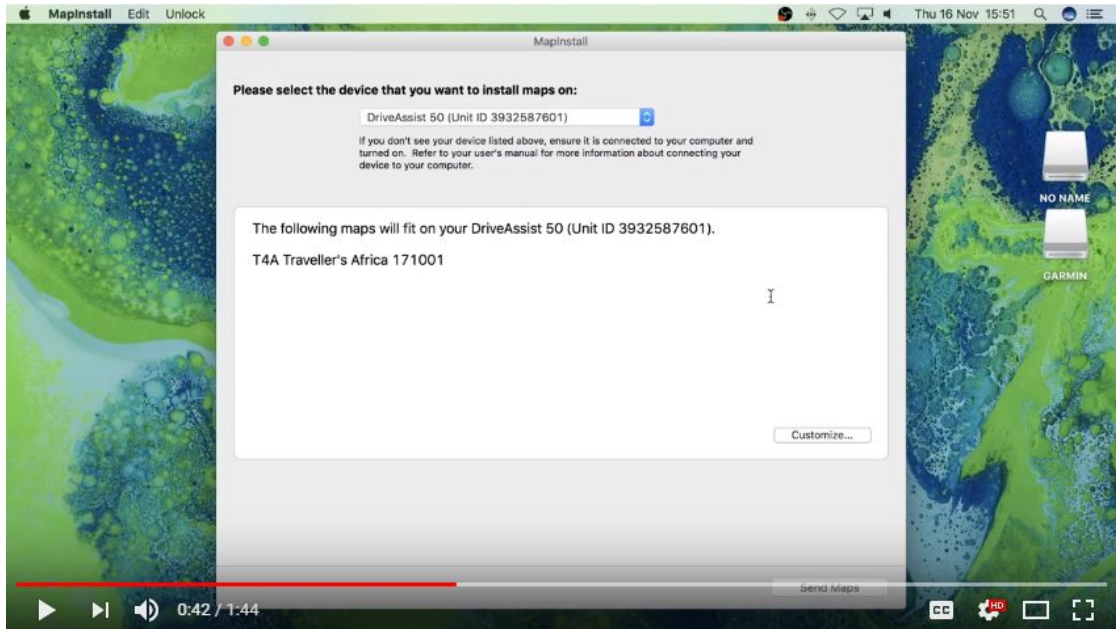 MapInstall Edit Unlock Thu 16 Nov 15:51
MapInstall
Please select the device that you want to install maps on:
DriveAssist 50 (Unit ID 3932587601)
If you don't see your device listed above, ensure it is connected to your computer and
turned on. Refer to your user's manual for more information about connecting your
device to your computer.
NO NAME
The following maps will fit on your DriveAssist 50 (Unit ID 3932587601).
T4A Traveller's Africa 171001
GARMIN
Customize...
Send Maps
0:42 / 1:44
CC
HD